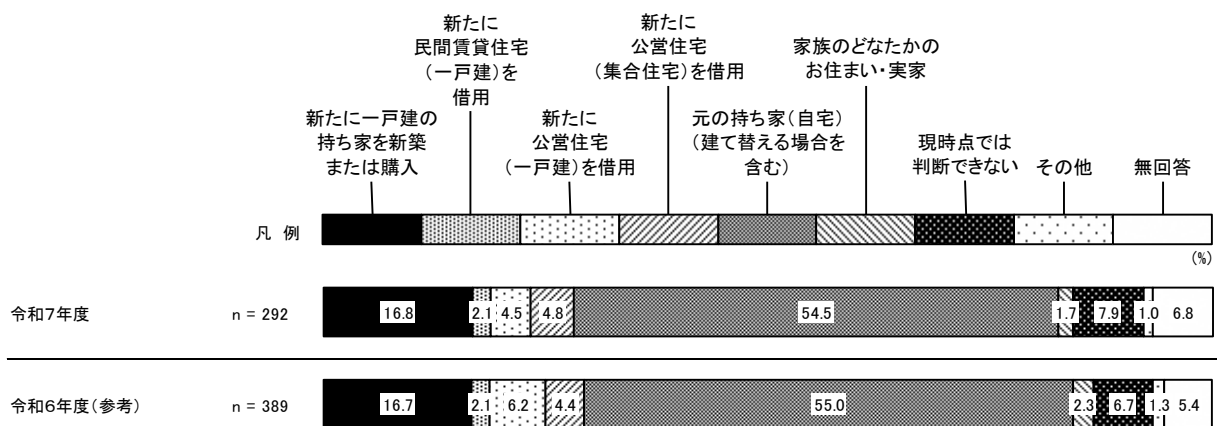 新たに一戸建の
持ち家を新築
または購入
新たに
民間賃貸住宅
(一戸建)を
借用
新たに
公営住宅
(一戸建)を借用
新たに
公営住宅
(集合住宅)を借用
元の持ち家(自宅)
(建て替える場合を
含む)
家族のどなたかの
お住まい・実家
現時点では
判断できない
その他
無回答
凡 例
(%)
令和7年度 n = 292 16.8 2.1 4.5 4.8 54.5 1.7 7.9 1.0 6.8
令和6年度(参考) n = 389 16.7 2.1 6.2 4.4 55.0 2.3 6.7 1.3 5.4